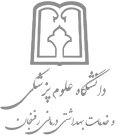 دانشگاه علوم پزشکی
و خدمات بهداشتی درمانی رفسنجان